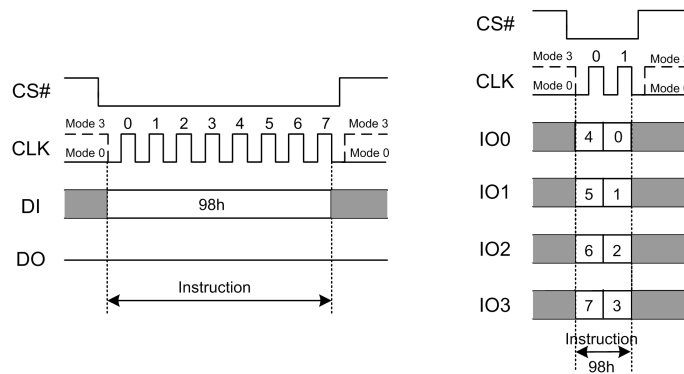 CS#
Mode 3 0 1 2 3 4 5 6 7 Mode 3
CLK
Mode 0 Mode 0
DI 98h
DO
Instruction
CS#
Mode 3 0 1 Mode
CLK
Mode 0 Mode
IO0 4 0
IO1 5 1
IO2 6 2
IO3 7 3
Instruction
98h